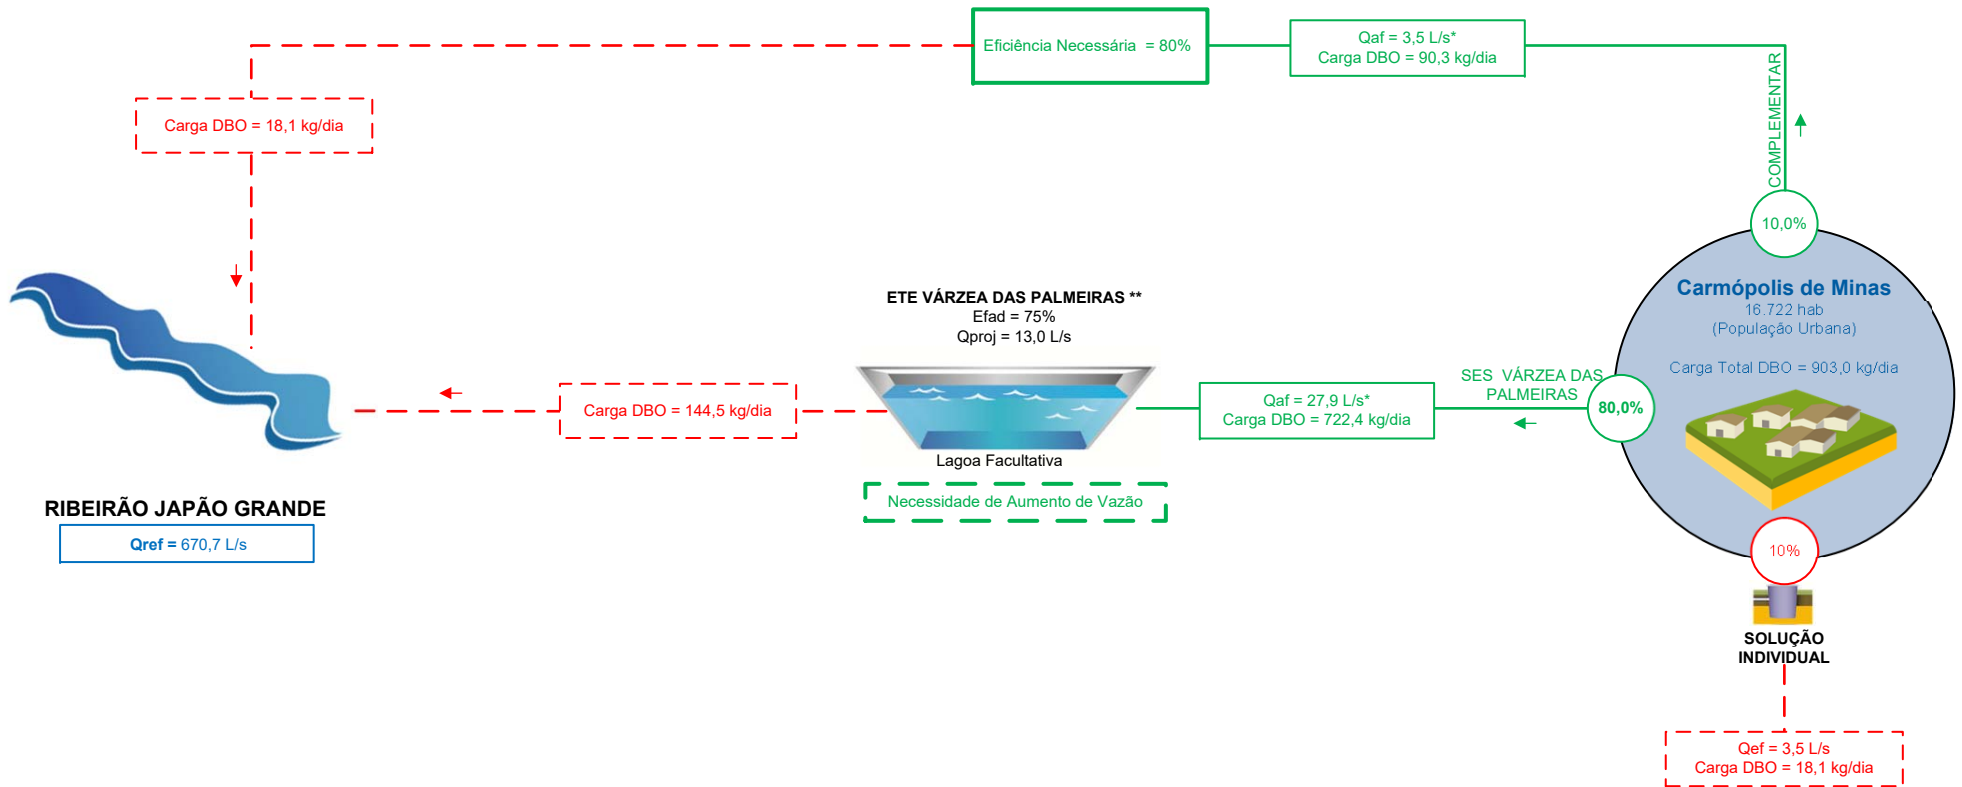 Eficiência Necessária = 80%
Qaf = 3,5 L/s*
Carga DBO = 90,3 kg/dia
COMPLEMENTAR
Carga DBO = 18,1 kg/dia
10,0%
Carmópolis de Minas
16.722 hab
(População Urbana)
Carga Total DBO = 903,0 kg/dia
ETE VÁRZEA DAS PALMEIRAS **
Efad = 75%
Qproj = 13,0 L/s
SES VÁRZEA DAS
PALMEIRAS
80,0%
Qaf = 27,9 L/s*
Carga DBO = 722,4 kg/dia
Carga DBO = 144,5 kg/dia
Lagoa Facultativa
Necessidade de Aumento de Vazão
RIBEIRÃO JAPÃO GRANDE
Qref = 670,7 L/s
10%
SOLUÇÃO
INDIVIDUAL
Qef = 3,5 L/s
Carga DBO = 18,1 kg/dia